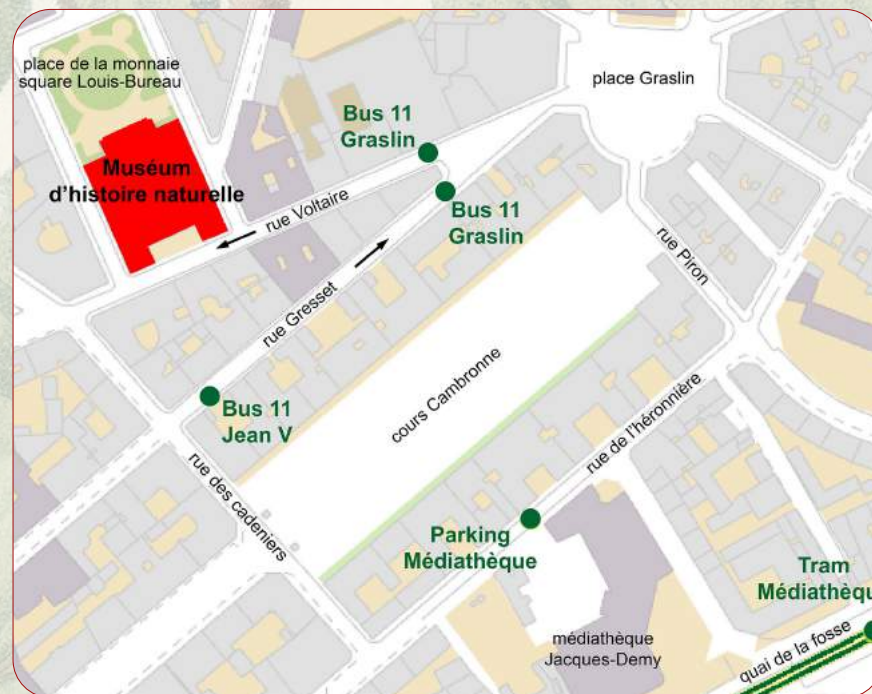 place de la monnaie
square Louis-Bureau
place Graslin
Bus 11
Graslin
Muséum
d'histoire naturelle
rue Voltaire
Bus 11
Graslin
rue Piron
rue Gresset
cours Cambronne
Bus 11
Jean V
rue de l'héronnière
rue des cadeniers
Parking
Médiathèque
Tram
Médiathèqu
médiathèque
Jacques-Demy
quai de la fosse